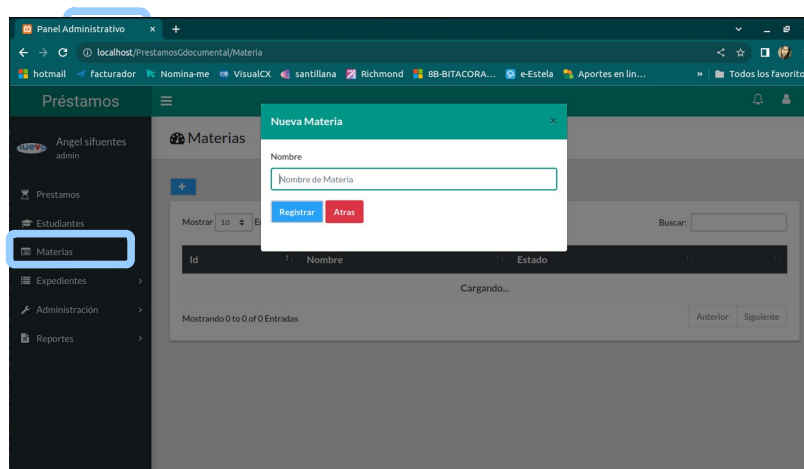 Panel Administrativo
localhost/PrestamosGdocumental/Materia
hotmail facturador Nomina-me VisualCX santillana Richmond 8B-BITACORA... e-Estela Aportes en lin... » Todos los favorito
Préstamos
Angel sifuentes
admin
Prestamos
Estudiantes
Materias
Expedientes
Administración
Reportes
Materias
Nueva Materia ×
Nombre
Nombre de Materia
Registrar Atras
Mostrar 10 E
Buscar:
Id Nombre Estado
Cargando...
Mostrando 0 to 0 of 0 Entradas
Anterior Siguiente